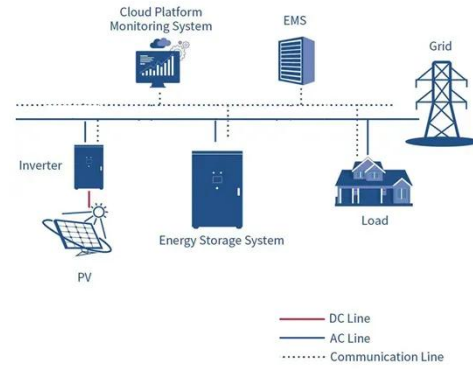 Cloud Platform
Monitoring System
EMS
Grid
Inverter
Energy Storage System
Load
PV
DC Line
AC Line
Communication Line